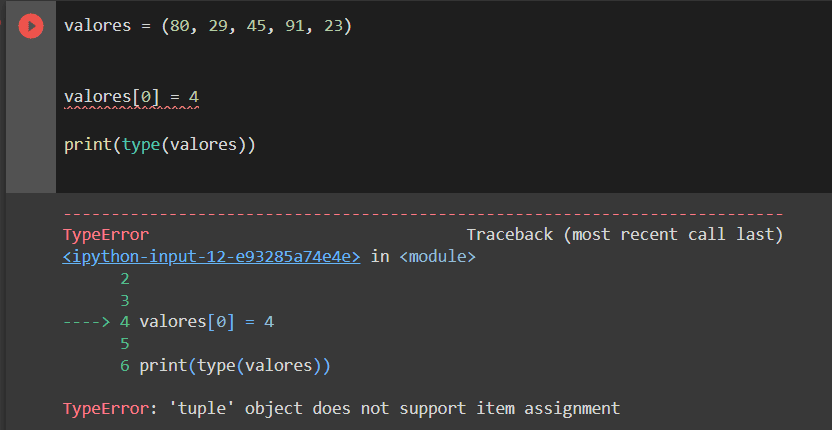 valores = (80, 29, 45, 91, 23)
valores[0] = 4
print(type(valores))
---------------------------------------------------------------------------
TypeError                                 Traceback (most recent call last)
<ipython-input-12-e93285a74e4e> in <module>
      2
      3
----> 4 valores[0] = 4
      5
      6 print(type(valores))
TypeError: 'tuple' object does not support item assignment